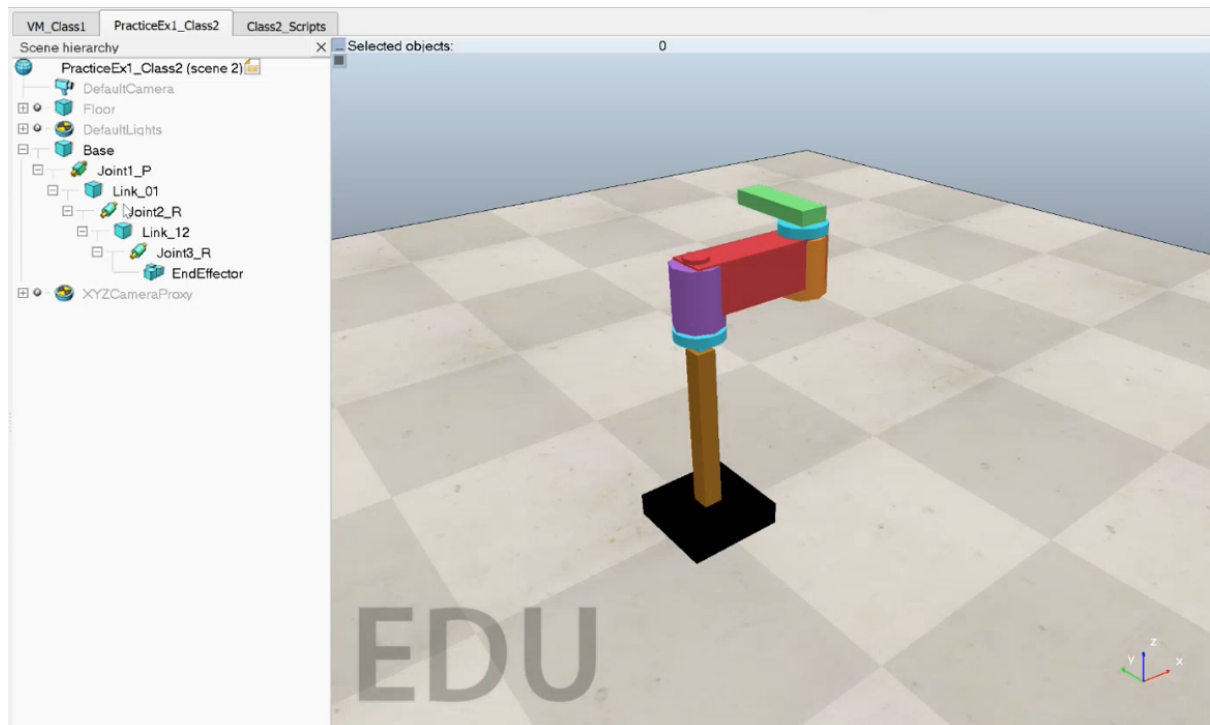 VM_Class1 PracticeEx1_Class2 Class2_Scripts
Scene hierarchy X Selected objects: 0
PracticeEx1_Class2 (scene 2)
DefaultCamera
Floor
DefaultLights
Base
Joint1_P
Link_01
Joint2_R
Link_12
Joint3_R
EndEffector
XYZCameraProxy
EDU
z
y x